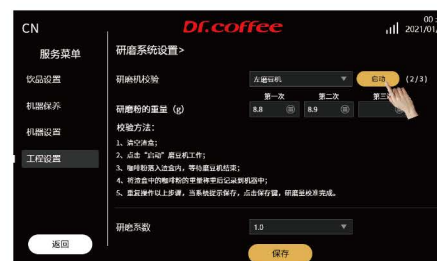 CN
Dr.coffee
00:
2021/01/
服务菜单
研磨系统设置>
饮品设置
研磨机校验
左磨豆机
启动
(2/3)
第一次
第二次
第三
机器保养
研磨粉的重量（g）
8.8
8.9
校验方法：
机器设置
1、清空渣盒；
2、点击“启动”磨豆机工作；
工程设置
3、咖啡粉落入渣盒内，等待磨豆机结束；
4、将渣盒中的咖啡粉的重量称重后记录到机器中；
5、重复操作以上步骤，当系统提示保存，点击保存键，研磨量校准完成。
研磨系数
1.0
返回
保存